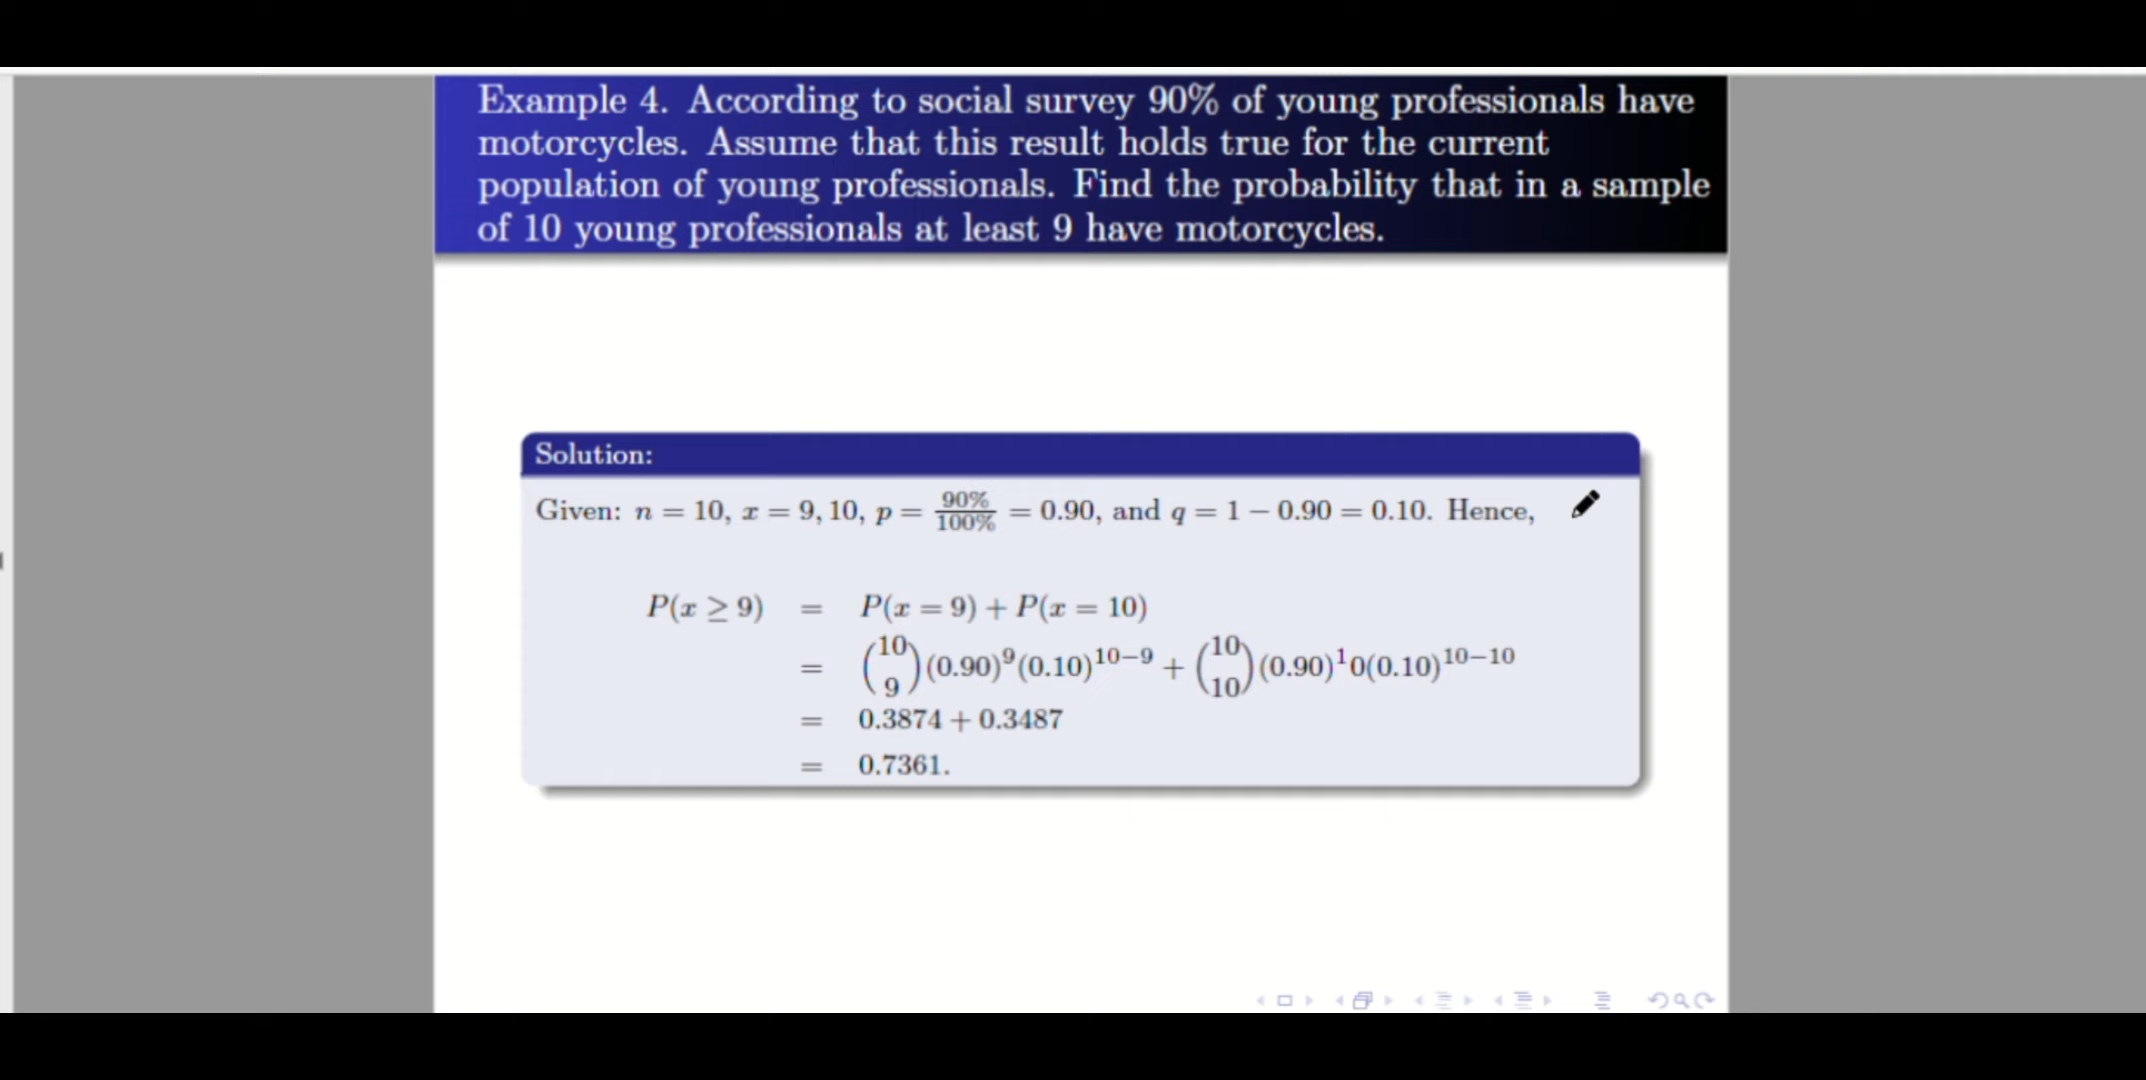 Example 4. According to social survey 90% of young professionals have
motorcycles. Assume that this result holds true for the current
population of young professionals. Find the probability that in a sample
of 10 young professionals at least 9 have motorcycles.
Solution:
Given: n = 10, x = 9, 10, p = 90%/100% = 0.90, and q = 1 − 0.90 = 0.10. Hence,
P(x ≥ 9) = P(x = 9) + P(x = 10)
= (10 9)(0.90)⁹(0.10)¹⁰⁻⁹ + (10 10)(0.90)¹0(0.10)¹⁰⁻¹⁰
= 0.3874 + 0.3487
= 0.7361.